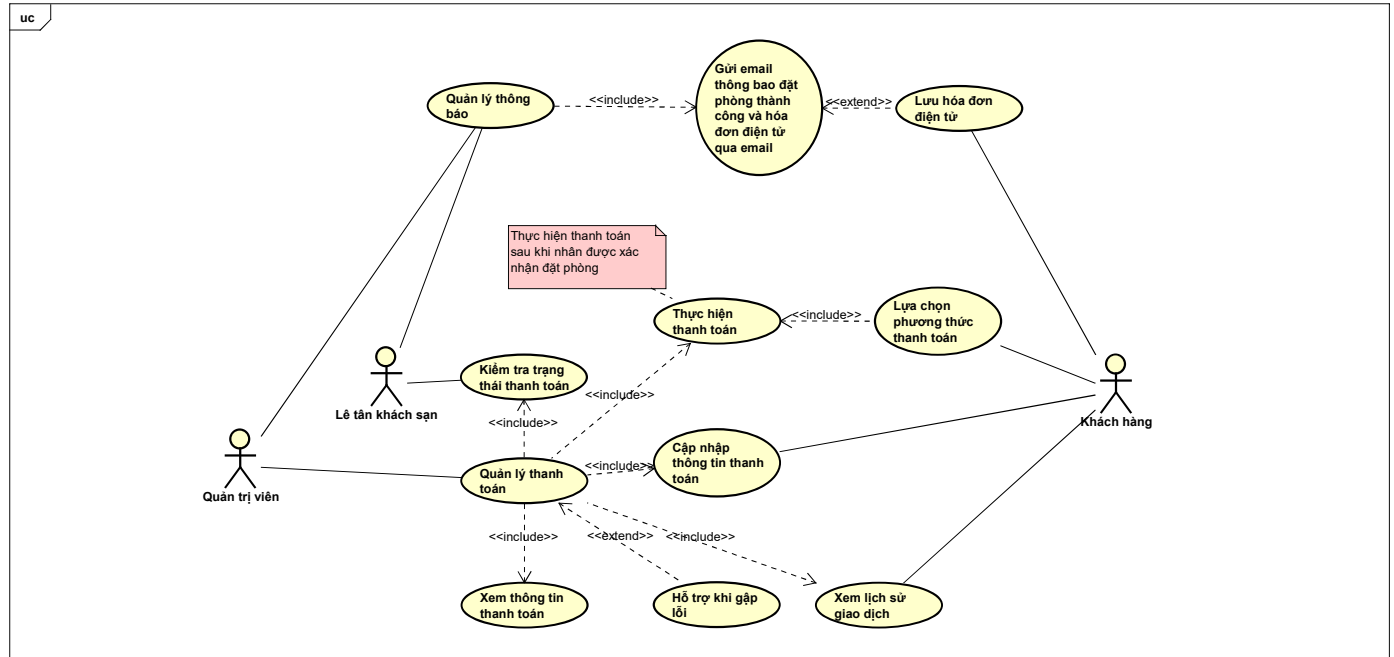 uc
Quản lý thông
báo
<<include>>
Gửi email
thông bao đặt
phòng thành
công và hóa
đơn điện tử
qua email
<<extend>>
Lưu hóa đơn
điện tử
Thực hiện thanh toán
sau khi nhân được xác
nhận đặt phòng
Thực hiện
thanh toán
<<include>>
Lựa chọn
phương thức
thanh toán
Lê tân khách sạn
Kiểm tra trạng
thái thanh toán
<<include>>
<<include>>
Khách hàng
Quản trị viên
Quản lý thanh
toán
<<include>>
Cập nhập
thông tin thanh
toán
<<include>>
<<extend>>
<<include>>
Xem thông tin
thanh toán
Hỗ trợ khi gập
lỗi
Xem lịch sử
giao dịch